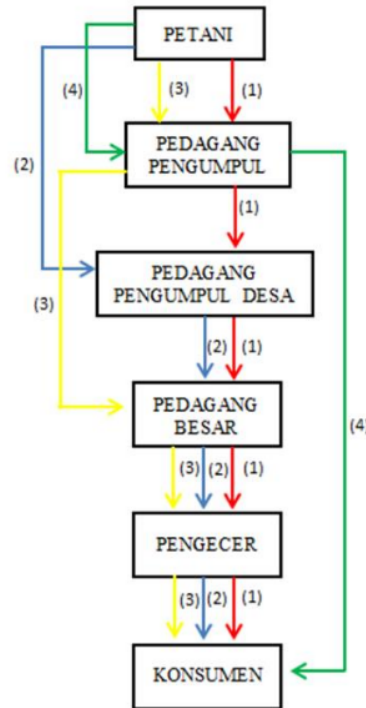 PETANI
(4)
(3)
(1)
(2)
PEDAGANG
PENGUMPUL
(1)
PEDAGANG
PENGUMPUL DESA
(3)
(2)
(1)
PEDAGANG
BESAR
(4)
(3)
(2)
(1)
PENGECER
(3)
(2)
(1)
KONSUMEN